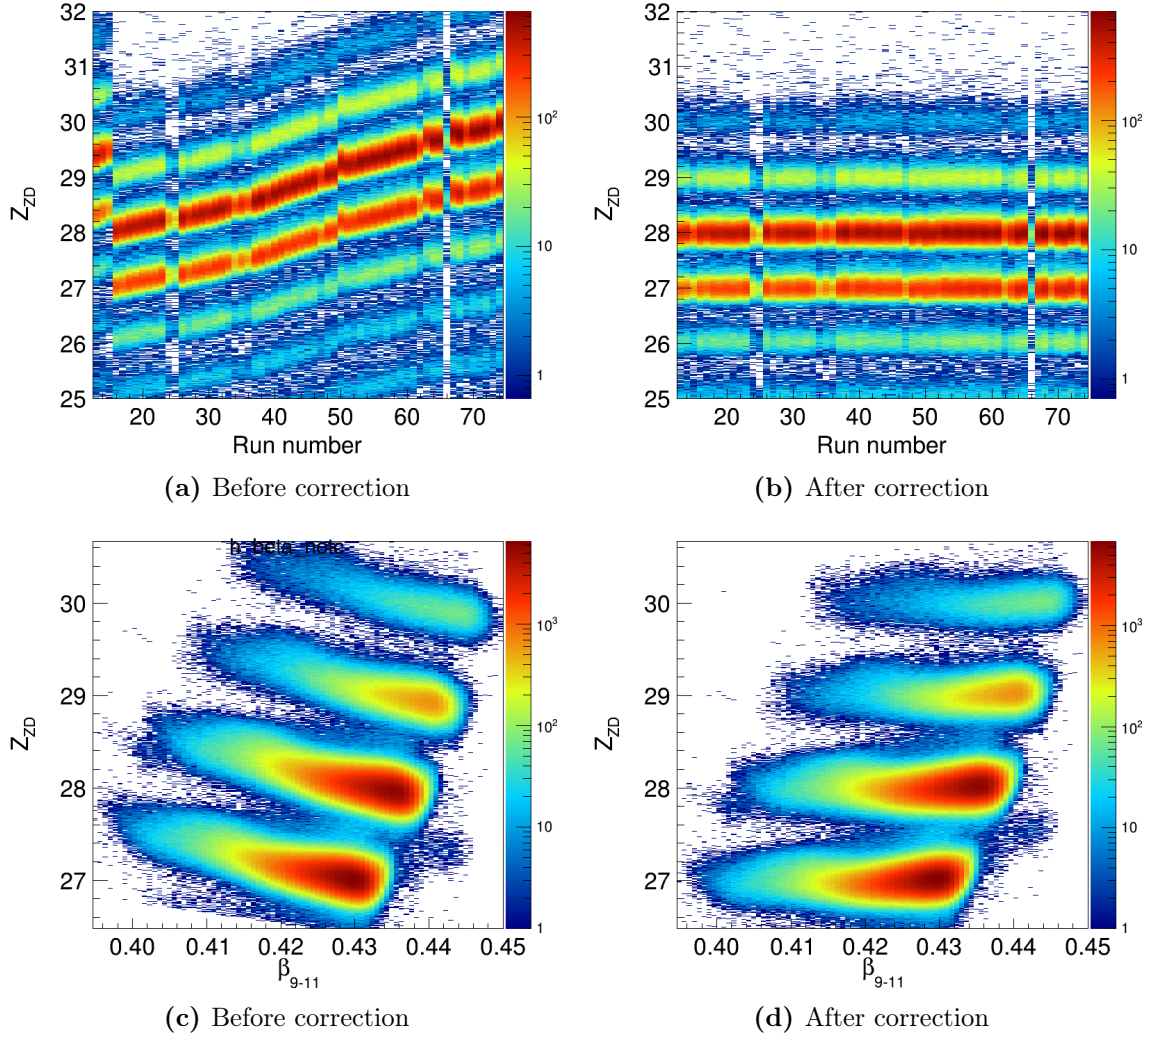 32
31
30
29
28
27
26
25
Z_ZD
20 30 40 50 60 70
Run number
10²
10
1
(a) Before correction
32
31
30
29
28
27
26
25
Z_ZD
20 30 40 50 60 70
Run number
10²
10
1
(b) After correction
h_beta_notc
30
29
28
27
Z_ZD
0.40 0.41 0.42 0.43 0.44 0.45
β_9-11
10³
10²
10
1
(c) Before correction
30
29
28
27
Z_ZD
0.40 0.41 0.42 0.43 0.44 0.45
β_9-11
10³
10²
10
1
(d) After correction